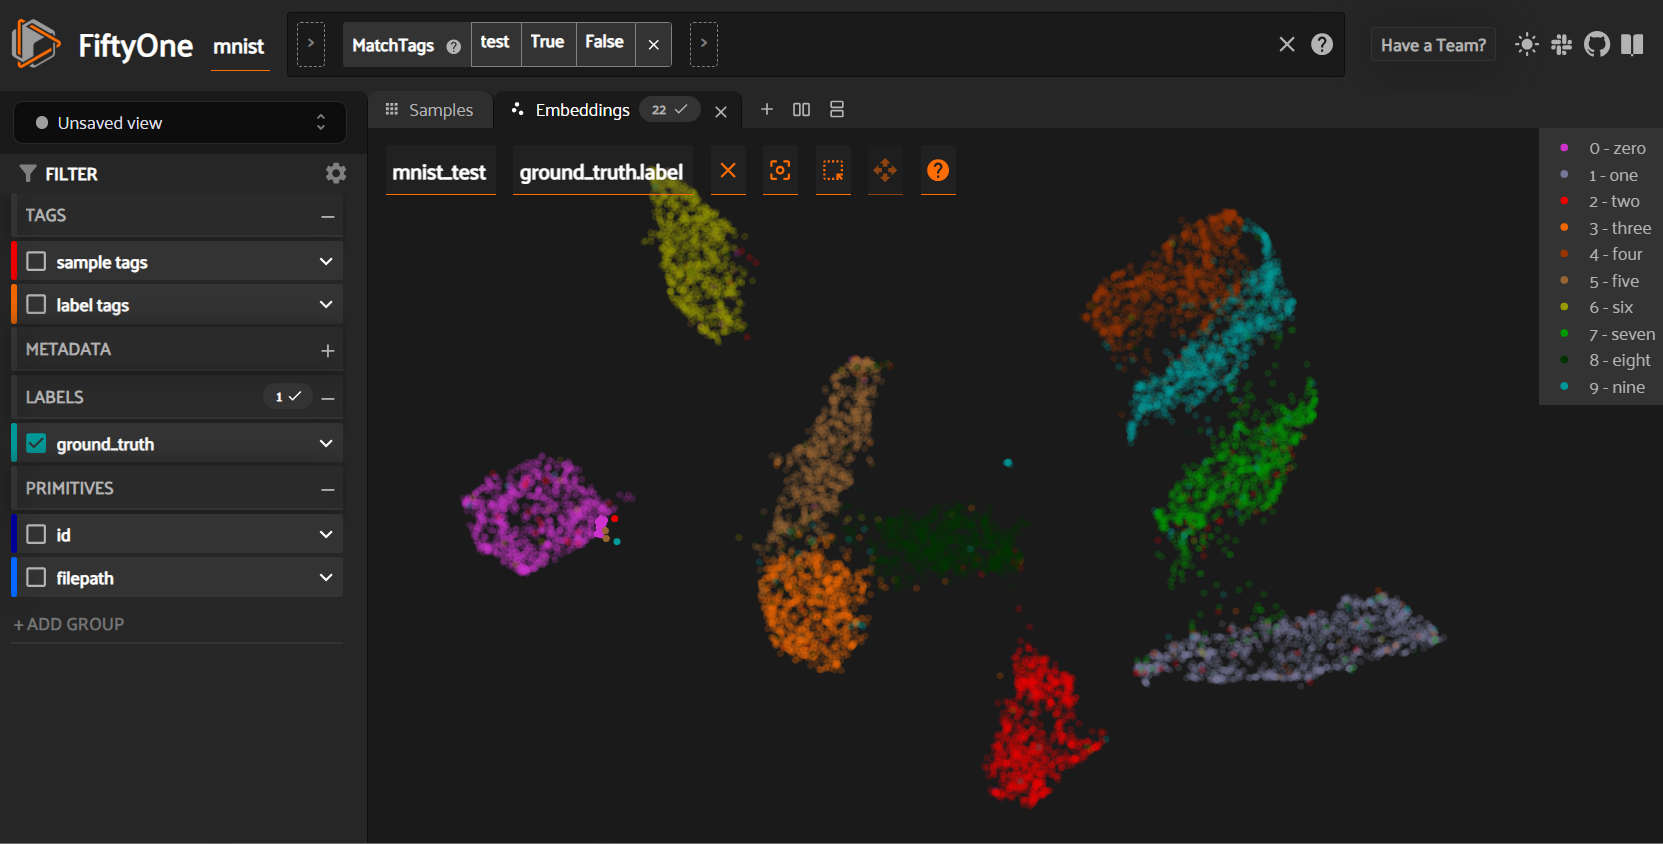 FiftyOne mnist
MatchTags ? test True False
? Have a Team?
Unsaved view
Samples
Embeddings 22
FILTER
mnist_test ground_truth.label ?
TAGS
sample tags
label tags
METADATA
LABELS 1
ground_truth
PRIMITIVES
id
filepath
+ ADD GROUP
0 - zero
1 - one
2 - two
3 - three
4 - four
5 - five
6 - six
7 - seven
8 - eight
9 - nine